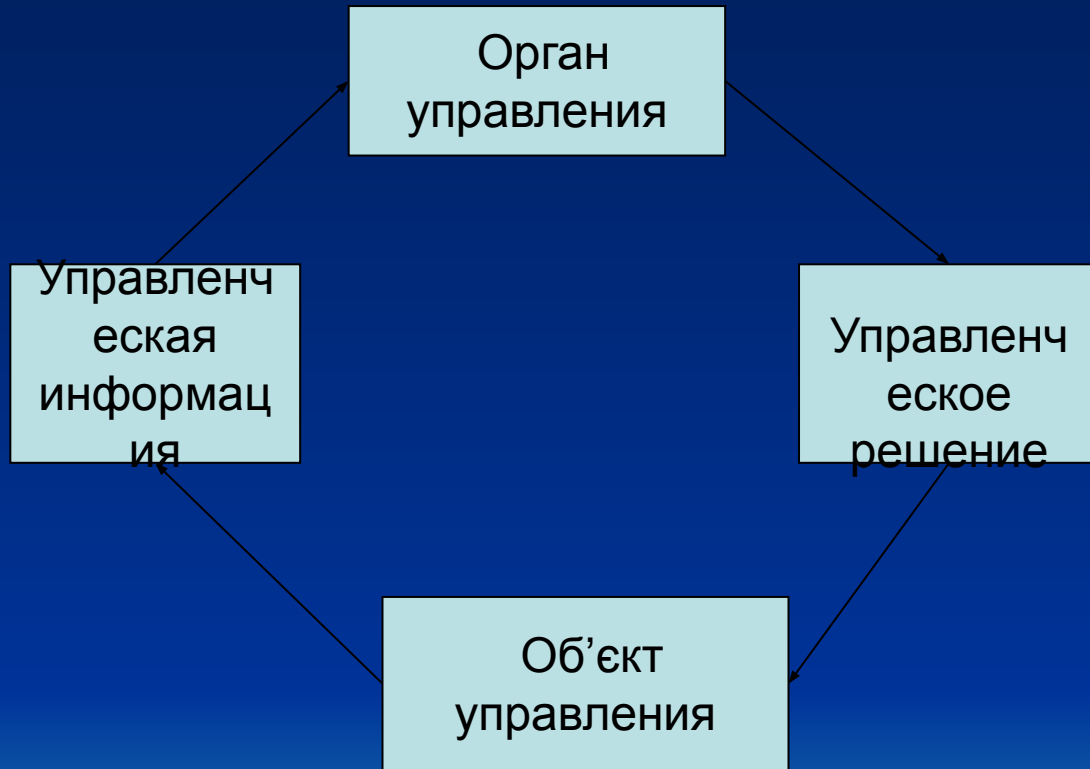 Орган
управления
Управленч
еская
информац
ия
Управленч
еское
решение
Об’єкт
управления